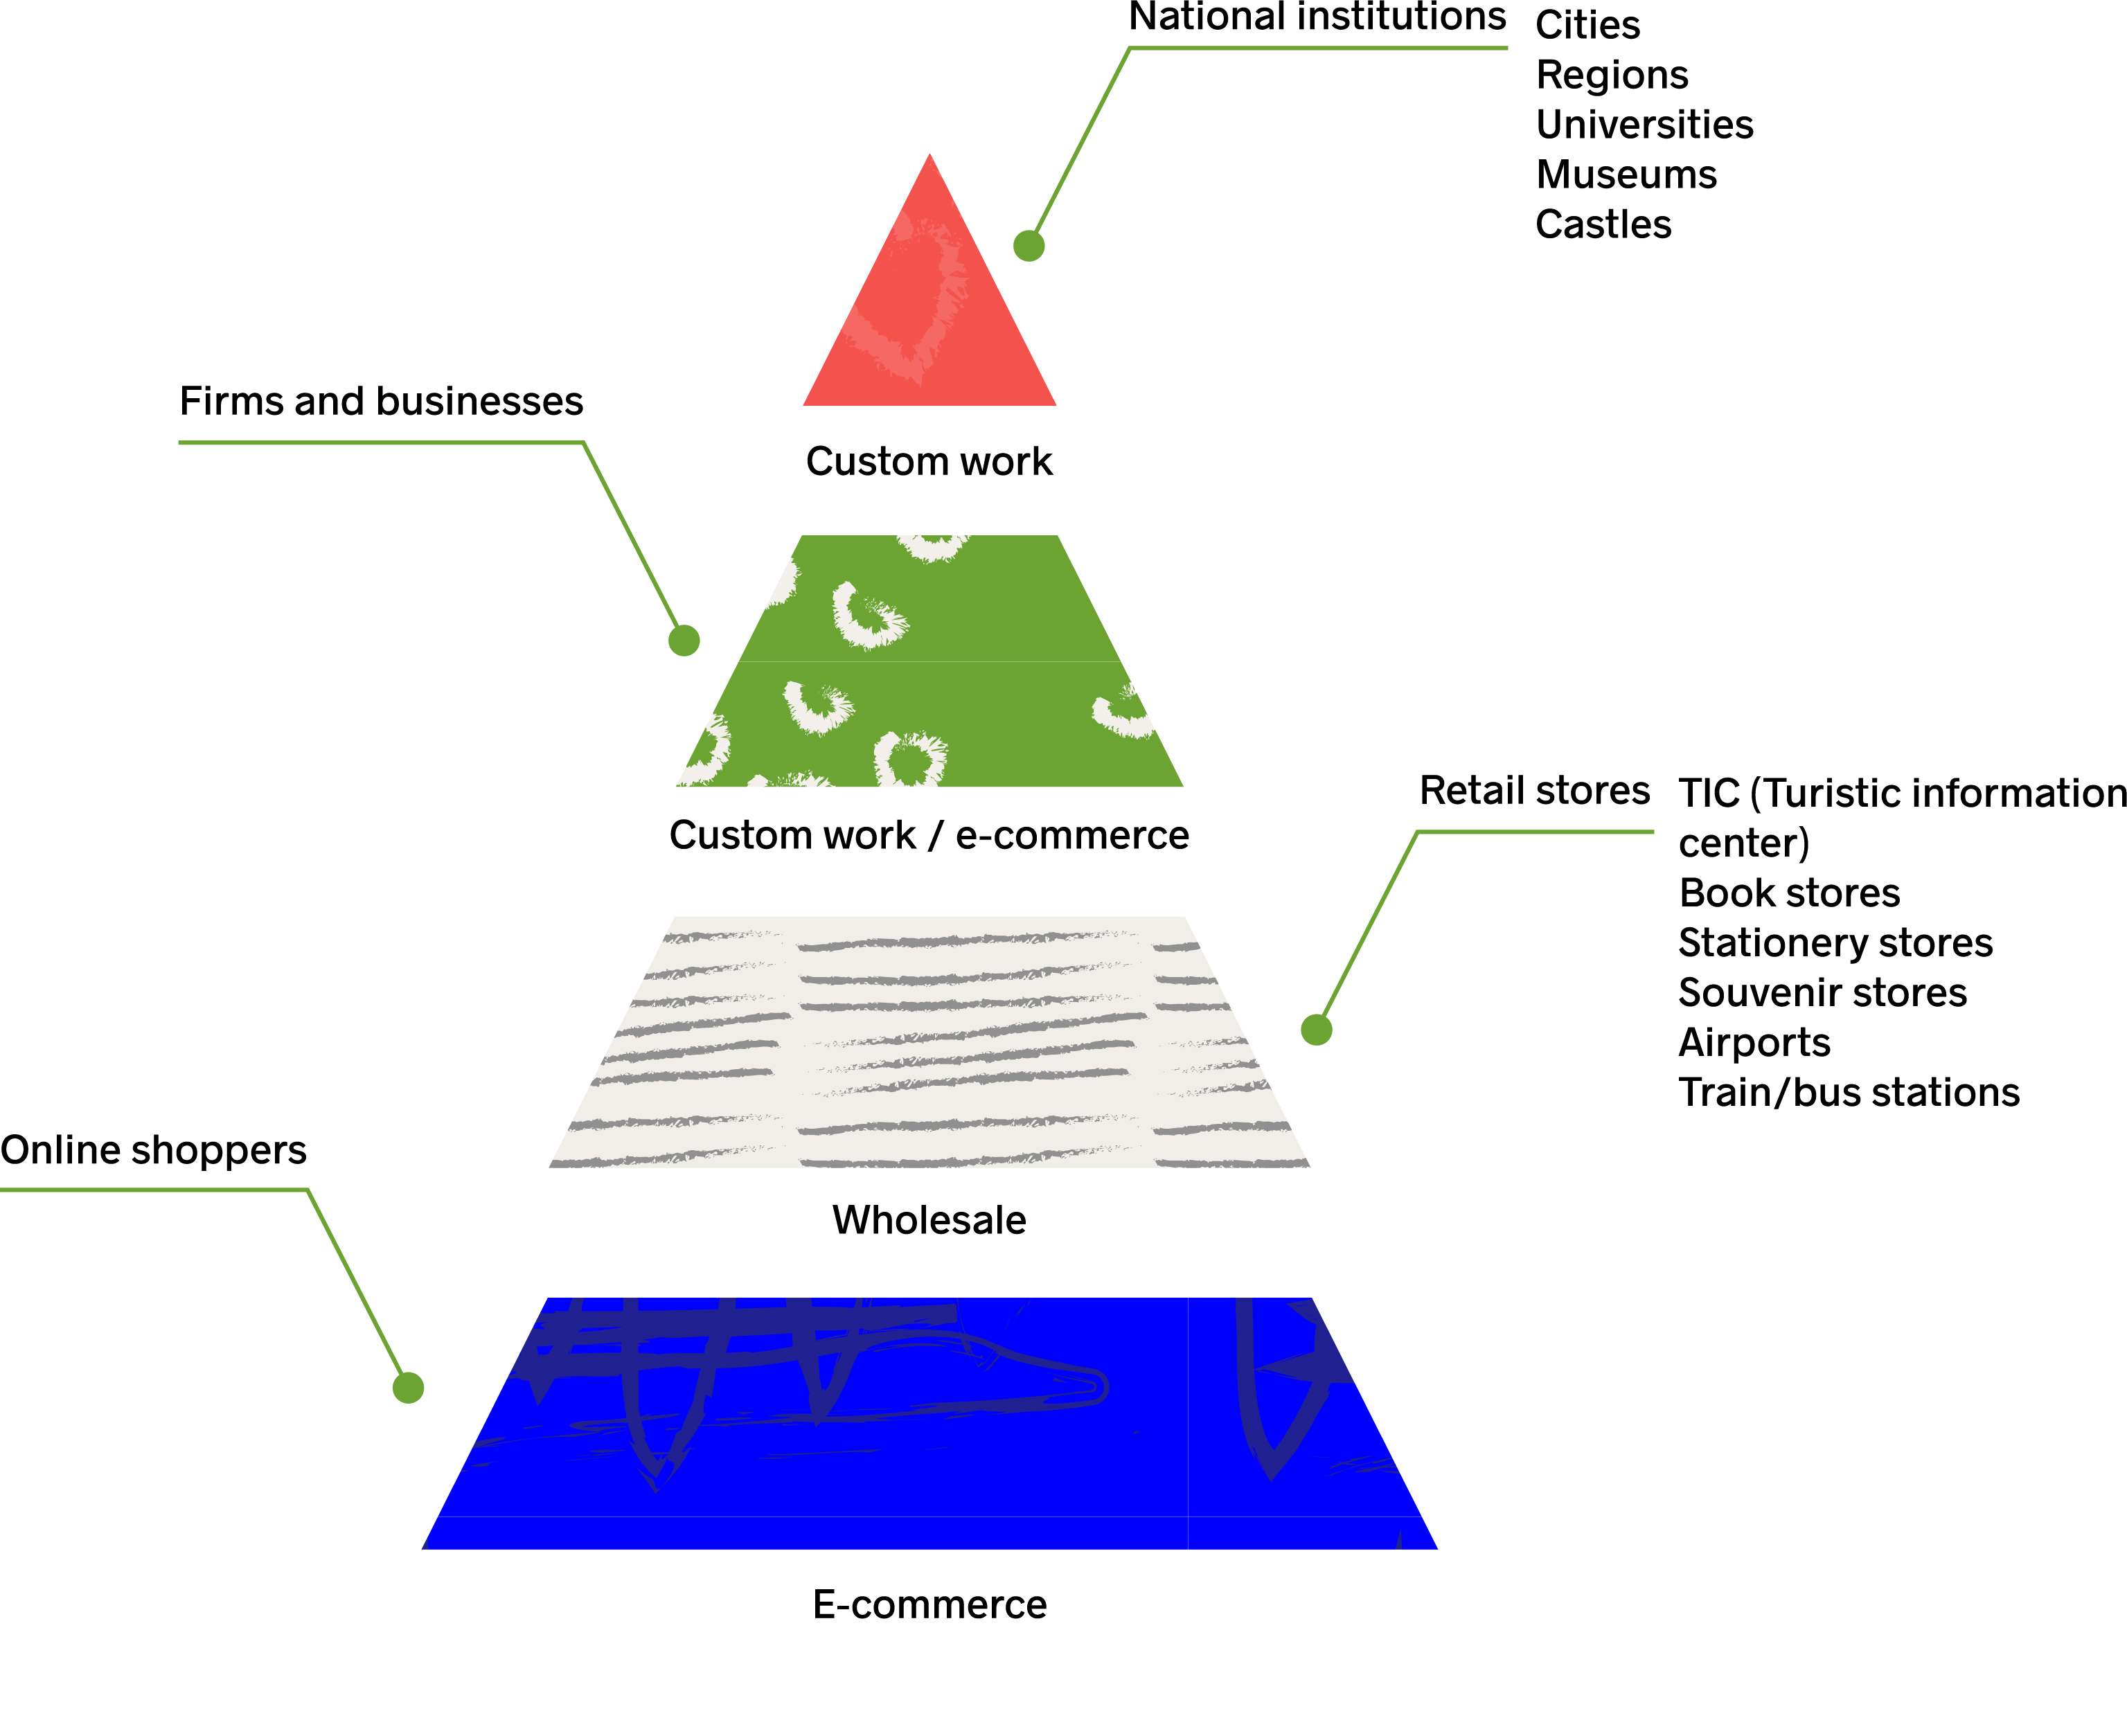 National institutions
Cities
Regions
Universities
Museums
Castles
Firms and businesses
Custom work
Custom work / e-commerce
Retail stores
TIC (Turistic information
center)
Book stores
Stationery stores
Souvenir stores
Airports
Train/bus stations
Online shoppers
Wholesale
E-commerce